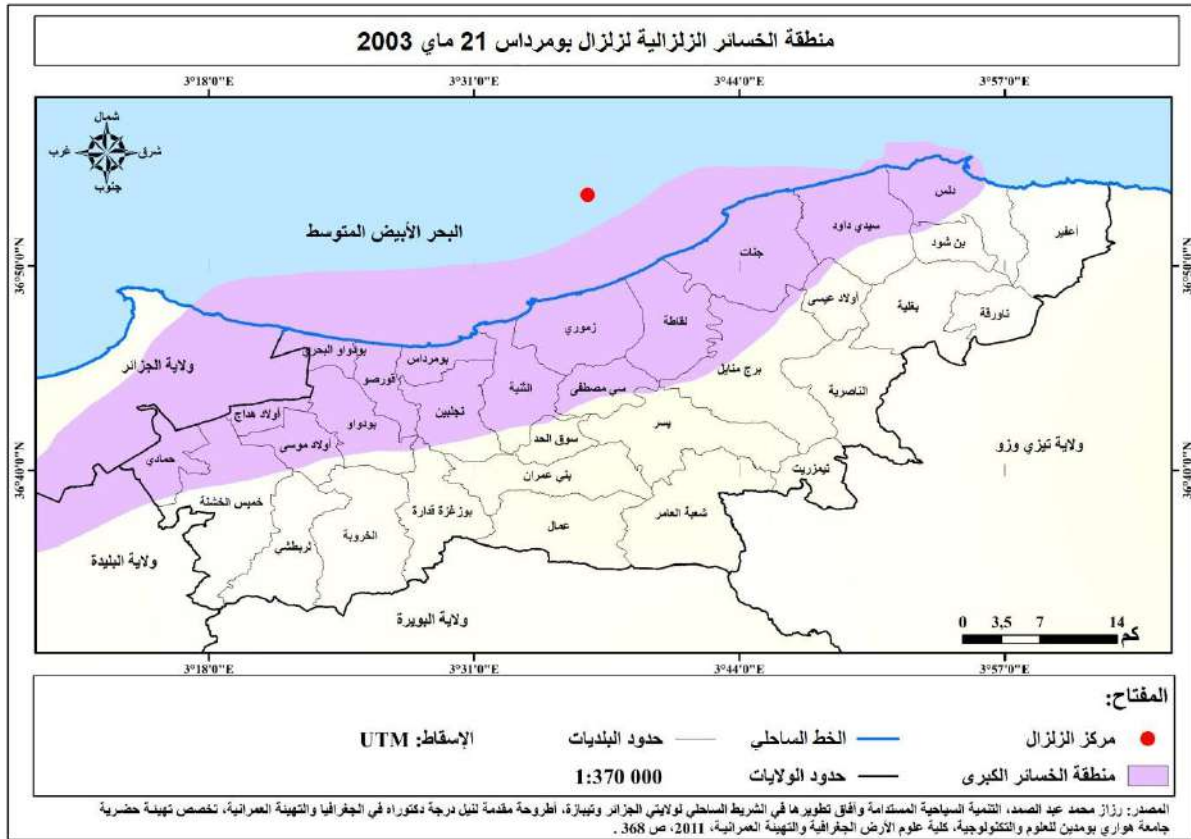 منطقة الخسائر الزلزالية لزلزال بومرداس 21 ماي 2003
3°18'0"E 3°31'0"E 3°44'0"E 3°57'0"E
شمال
غرب شرق
جنوب
البحر الأبيض المتوسط
36°50'0"N 36°50'0"N
دلس
أعفير
سيدي داود
بن شود
جنات
أولاد عيسى
بغلية
تاورقة
زموري
لقاطة
بودواو البحري
بومرداس
قورصو
ولاية الجزائر
الثنية
سي مصطفى
برج منايل
الناصرية
تجلبين
أولاد هداج
بودواو
يسر
أولاد موسى
سوق الحد
ولاية تيزي وزو
حمادي
36°40'0"N 36°40'0"N
بني عمران
تيمزريت
خميس الخشنة
بوزغزة قدارة
شعبة العامر
عمال
الخروبة
لربطشي
ولاية البليدة
ولاية البويرة
0 3,5 7 14
كم
3°18'0"E 3°31'0"E 3°44'0"E 3°57'0"E
المفتاح:
مركز الزلزال الخط الساحلي حدود البلديات الإسقاط: UTM
منطقة الخسائر الكبرى حدود الولايات 1:370 000
المصدر: رزاز محمد عبد الصمد، التنمية السياحية المستدامة وأفاق تطويرها في الشريط الساحلي لولايتي الجزائر وتيبازة، أطروحة مقدمة لنيل درجة دكتوراه في الجغرافيا والتهيئة العمرانية، تخصص تهيئة حضرية
جامعة هواري بومدين للعلوم والتكنولوجية، كلية علوم الأرض الجغرافية والتهيئة العمرانية، 2011، ص 368 .